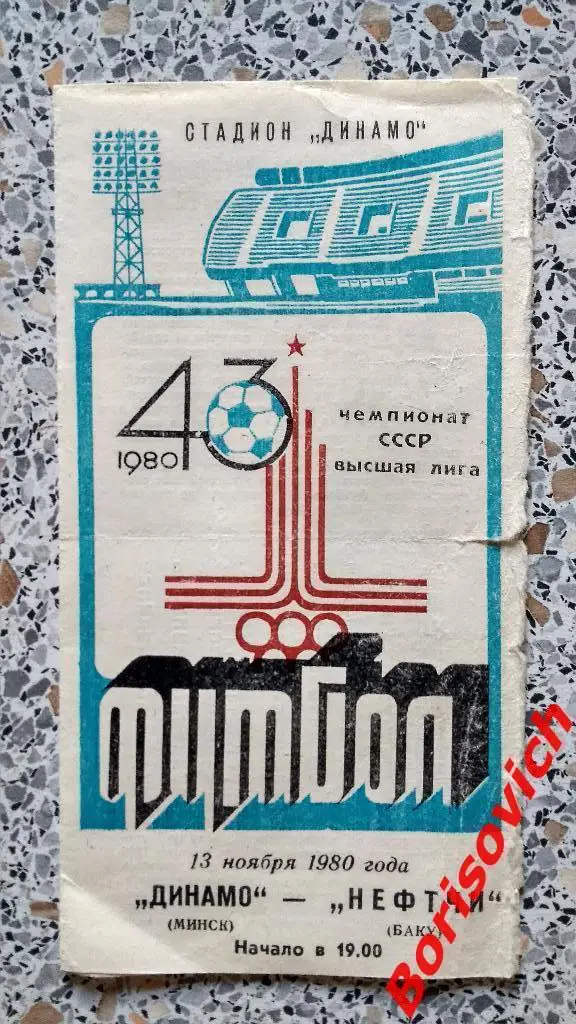 СТАДИОН „ДИНАМО“
43
1980
чемпионат
СССР
высшая лига
ФУТБОЛ
13 ноября 1980 года
„ДИНАМО“ — „НЕФТЧИ“
(МИНСК) (БАКУ)
Начало в 19.00
Borisovich